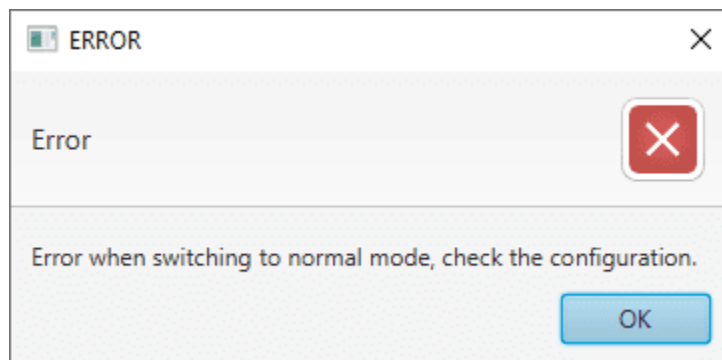 ERROR
Error
Error when switching to normal mode, check the configuration.
OK